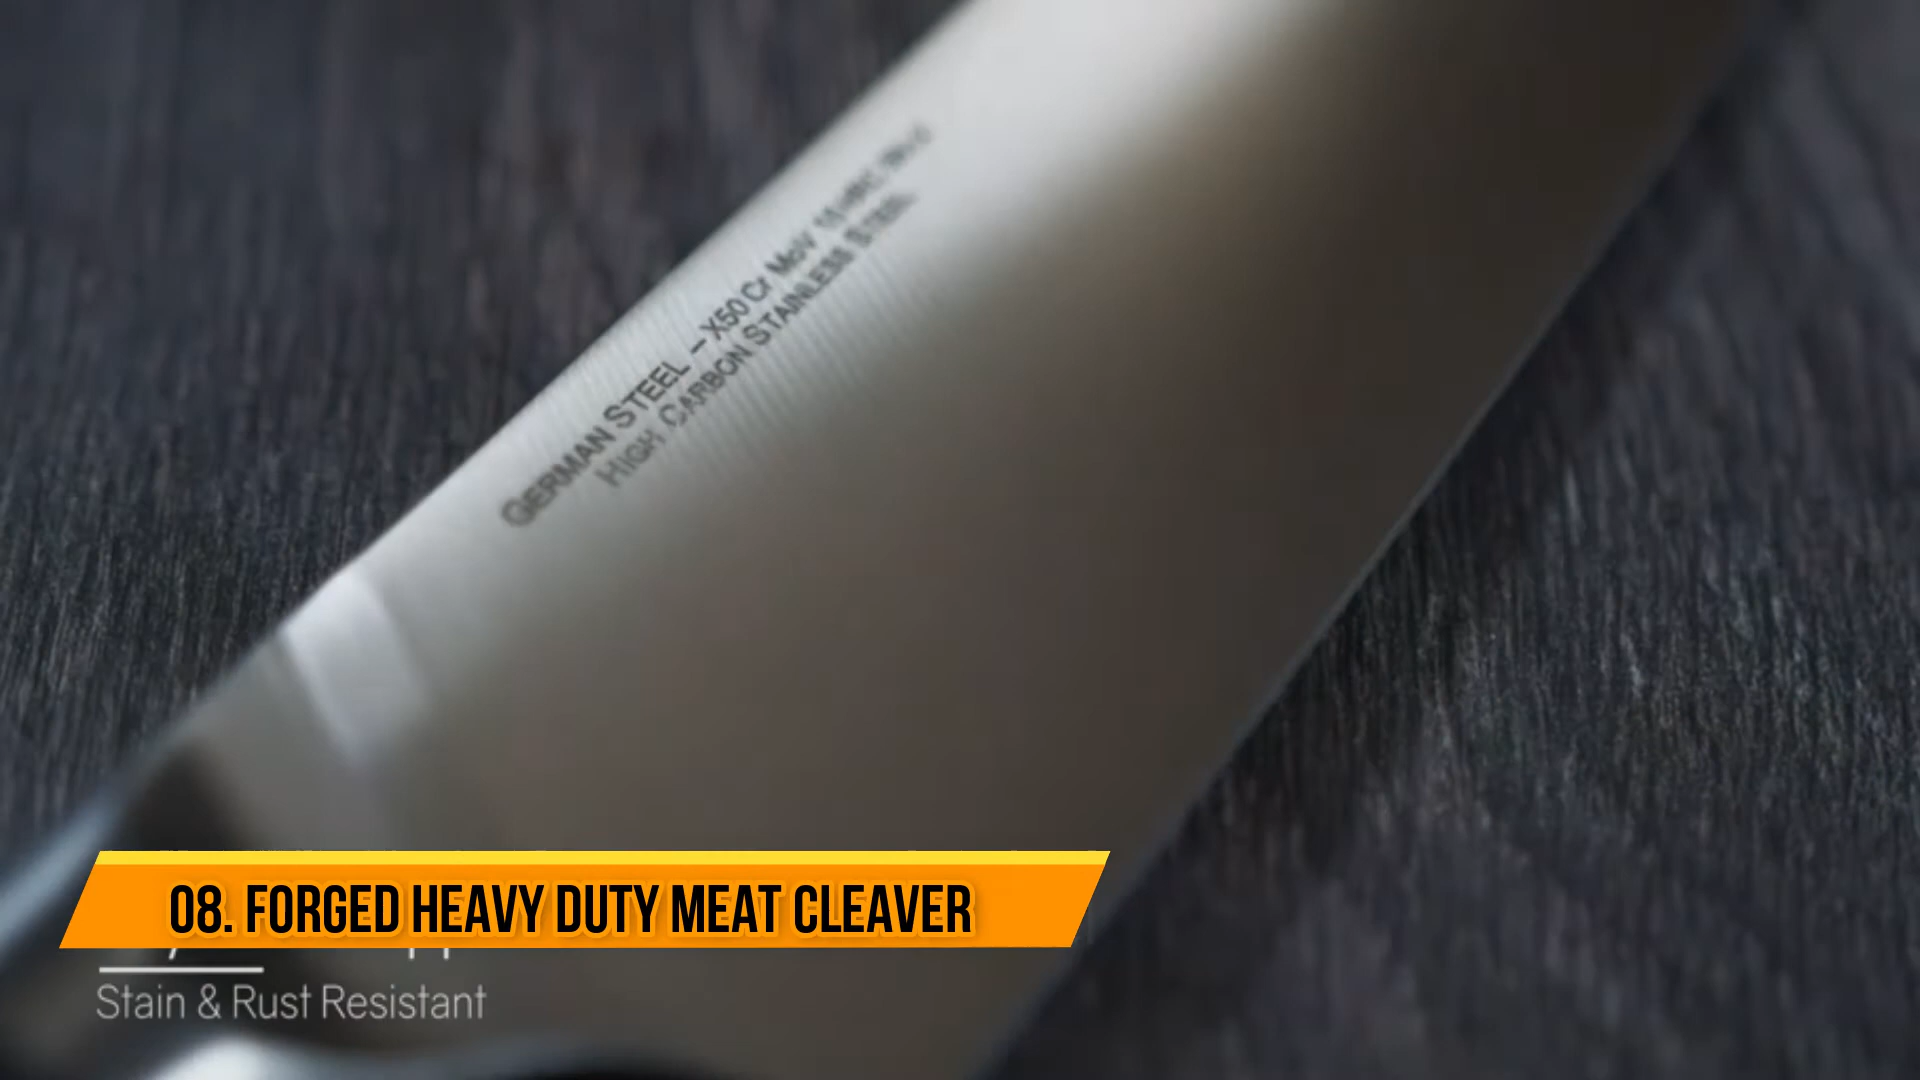 GERMAN STEEL – X50 Cr MoV
HIGH CARBON STAINLESS STEEL
08. FORGED HEAVY DUTY MEAT CLEAVER
Stain & Rust Resistant